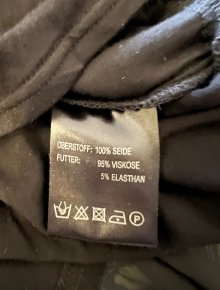 OBERSTOFF: 100% SEIDE
FUTTER: 95% VISKOSE
5% ELASTHAN